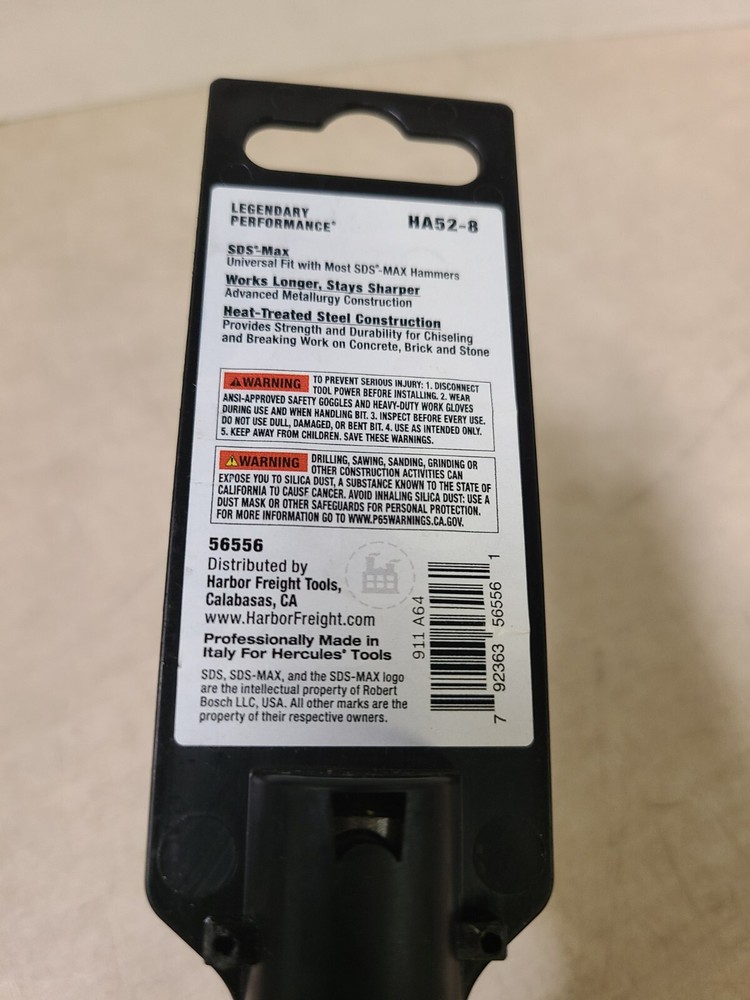 LEGENDARY
PERFORMANCE®
HA52-8
SDS®-Max
Universal Fit with Most SDS®-MAX Hammers
Works Longer, Stays Sharper
Advanced Metallurgy Construction
Heat-Treated Steel Construction
Provides Strength and Durability for Chiseling
and Breaking Work on Concrete, Brick and Stone
⚠WARNING TO PREVENT SERIOUS INJURY: 1. DISCONNECT
TOOL POWER BEFORE INSTALLING. 2. WEAR
ANSI-APPROVED SAFETY GOGGLES AND HEAVY-DUTY WORK GLOVES
DURING USE AND WHEN HANDLING BIT. 3. INSPECT BEFORE EVERY USE.
DO NOT USE DULL, DAMAGED, OR BENT BIT. 4. USE AS INTENDED ONLY.
5. KEEP AWAY FROM CHILDREN. SAVE THESE WARNINGS.
⚠WARNING DRILLING, SAWING, SANDING, GRINDING OR
OTHER CONSTRUCTION ACTIVITIES CAN
EXPOSE YOU TO SILICA DUST, A SUBSTANCE KNOWN TO THE STATE OF
CALIFORNIA TO CAUSE CANCER. AVOID INHALING SILICA DUST: USE A
DUST MASK OR OTHER SAFEGUARDS FOR PERSONAL PROTECTION.
FOR MORE INFORMATION GO TO WWW.P65WARNINGS.CA.GOV.
56556
Distributed by
Harbor Freight Tools,
Calabasas, CA
www.HarborFreight.com
Professionally Made in
Italy For Hercules® Tools
SDS, SDS-MAX, and the SDS-MAX logo
are the intellectual property of Robert
Bosch LLC, USA. All other marks are the
property of their respective owners.
911 A64
7 92363 56556 1